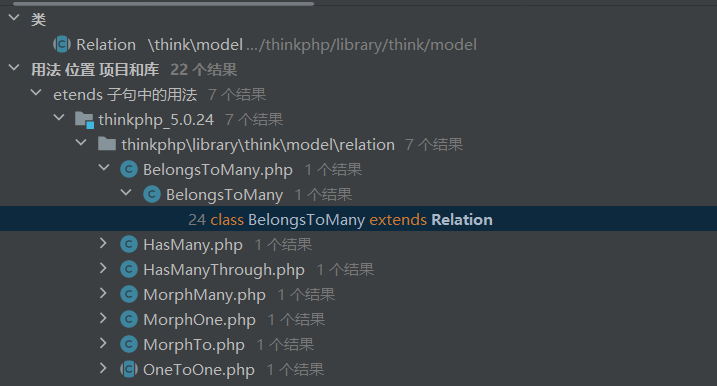 类
Relation \think\model .../thinkphp/library/think/model
用法 位置 项目和库 22 个结果
etends 子句中的用法 7 个结果
thinkphp_5.0.24 7 个结果
thinkphp\library\think\model\relation 7 个结果
BelongsToMany.php 1 个结果
BelongsToMany 1 个结果
24 class BelongsToMany extends Relation
HasMany.php 1 个结果
HasManyThrough.php 1 个结果
MorphMany.php 1 个结果
MorphOne.php 1 个结果
MorphTo.php 1 个结果
OneToOne.php 1 个结果